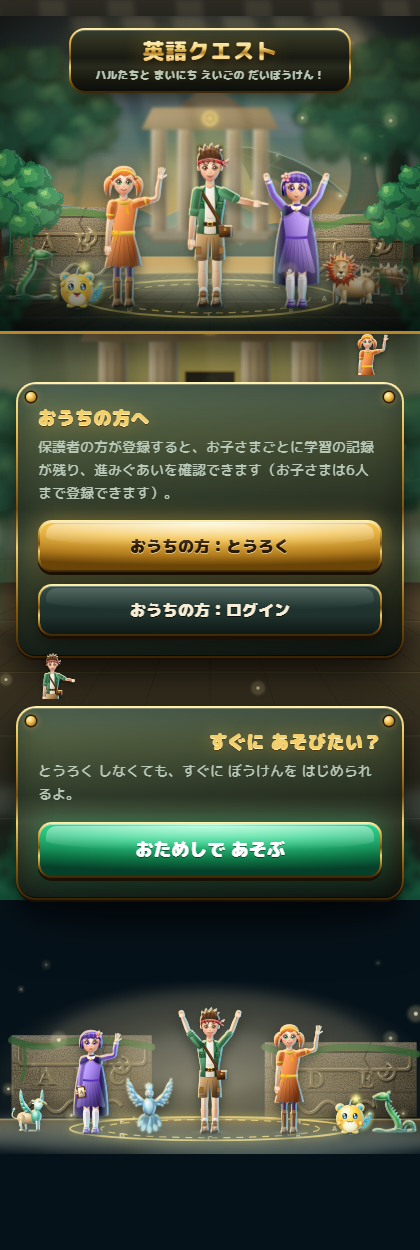 英語クエスト
ハルたちと まいにち えいごの だいぼうけん！
おうちの方へ
保護者の方が登録すると、お子さまごとに学習の記録
が残り、進みぐあいを確認できます（お子さまは6人
まで登録できます）。
おうちの方：とうろく
おうちの方：ログイン
すぐに あそびたい？
とうろく しなくても、すぐに ぼうけんを はじめられ
るよ。
おためしで あそぶ